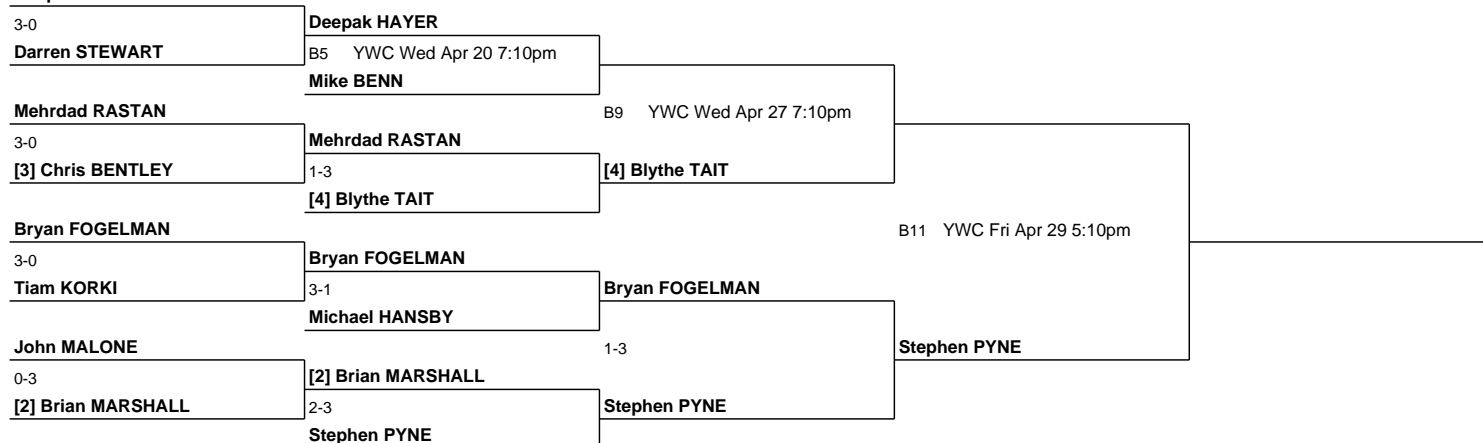 3-0
Deepak HAYER
Darren STEWART
B5 YWC Wed Apr 20 7:10pm
Mike BENN
Mehrdad RASTAN
B9 YWC Wed Apr 27 7:10pm
3-0
Mehrdad RASTAN
[3] Chris BENTLEY
1-3
[4] Blythe TAIT
[4] Blythe TAIT
Bryan FOGELMAN
B11 YWC Fri Apr 29 5:10pm
3-0
Bryan FOGELMAN
Tiam KORKI
3-1
Bryan FOGELMAN
Michael HANSBY
John MALONE
1-3
Stephen PYNE
0-3
[2] Brian MARSHALL
[2] Brian MARSHALL
2-3
Stephen PYNE
Stephen PYNE